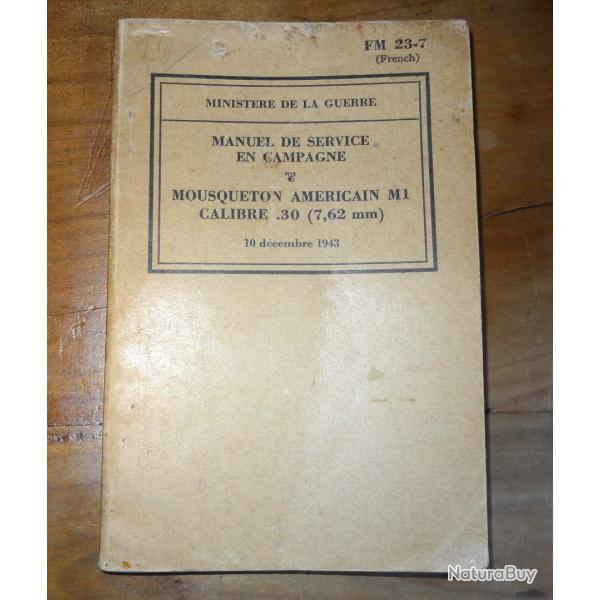 FM 23-7
(French)
MINISTERE DE LA GUERRE
MANUEL DE SERVICE
EN CAMPAGNE
MOUSQUETON AMERICAIN M1
CALIBRE .30 (7,62 mm)
10 décembre 1943
NaturaBuy